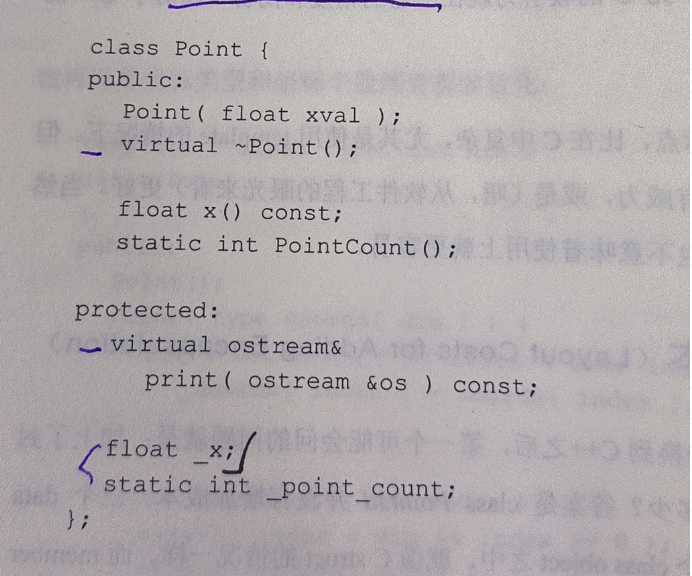 class Point {
public:
Point( float xval );
virtual ~Point();
float x() const;
static int PointCount();
protected:
virtual ostream&
print( ostream &os ) const;
float _x;
static int _point_count;
};